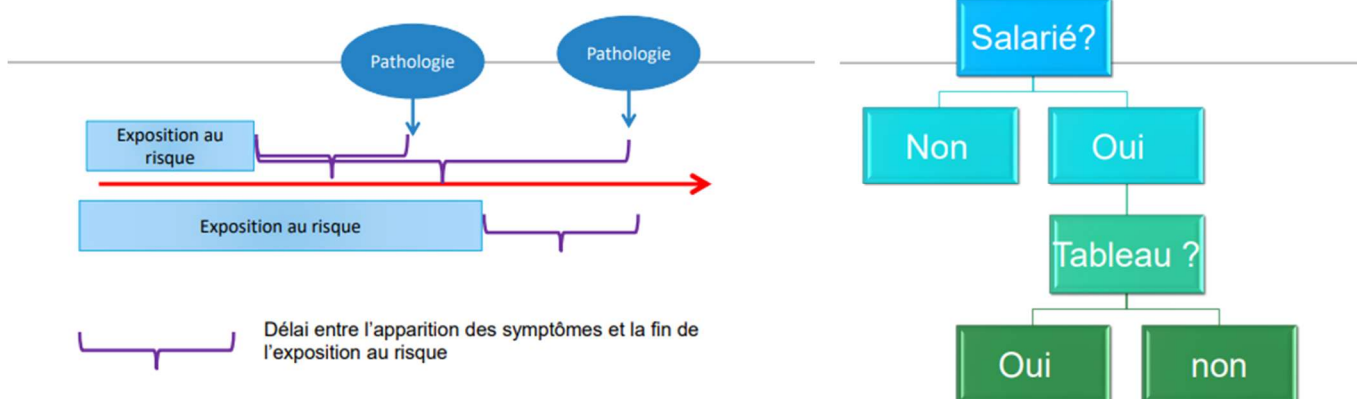 Pathologie
Pathologie
Exposition au
risque
Exposition au risque
Délai entre l'apparition des symptômes et la fin de
l'exposition au risque
Salarié?
Non
Oui
Tableau ?
Oui
non